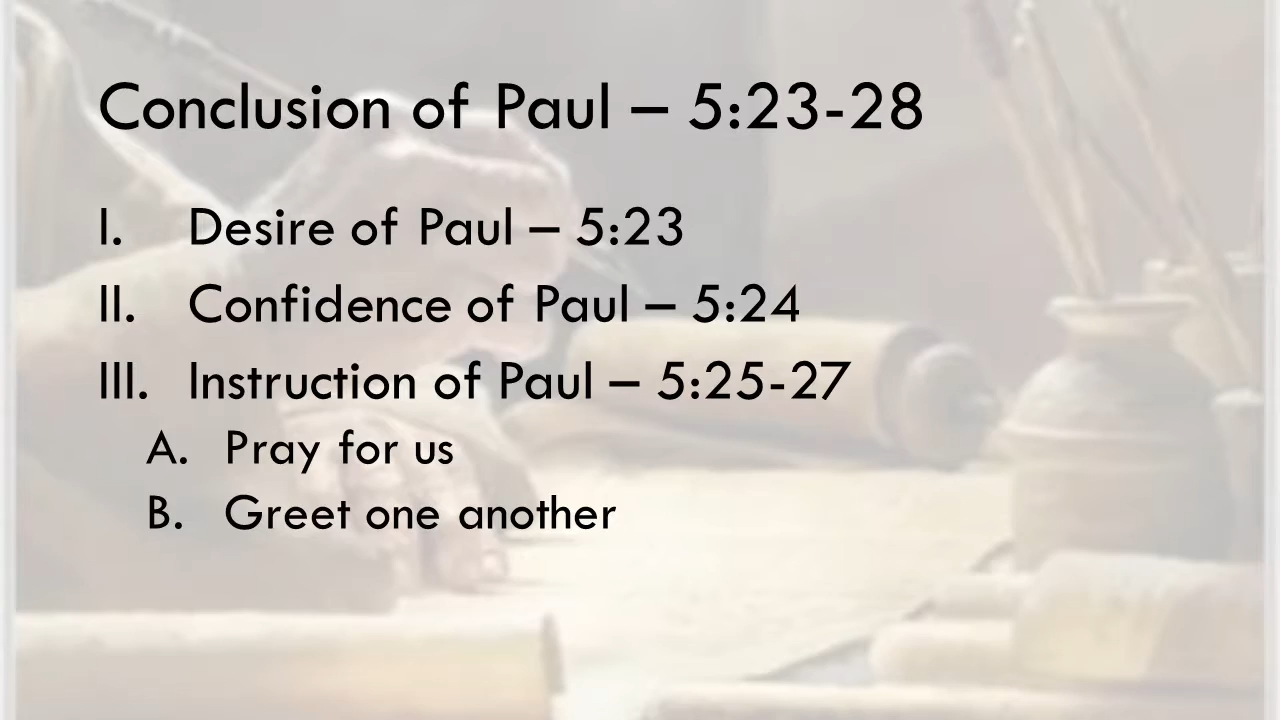 Conclusion of Paul – 5:23-28
I. Desire of Paul – 5:23
II. Confidence of Paul – 5:24
III. Instruction of Paul – 5:25-27
A. Pray for us
B. Greet one another